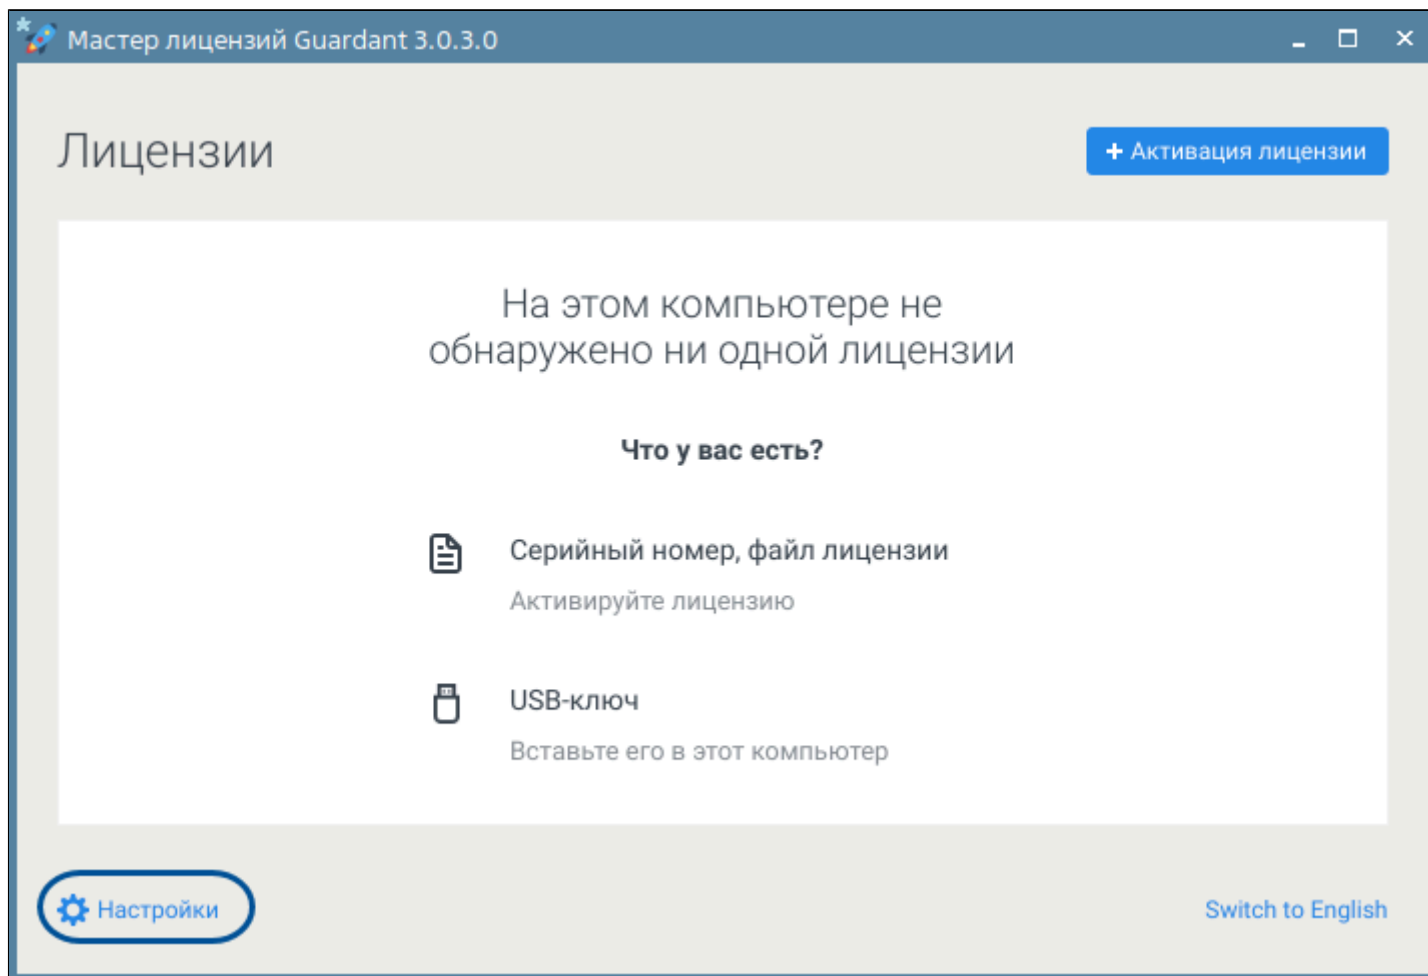 Мастер лицензий Guardant 3.0.3.0
Лицензии
+ Активация лицензии
На этом компьютере не
обнаружено ни одной лицензии
Что у вас есть?
Серийный номер, файл лицензии
Активируйте лицензию
USB-ключ
Вставьте его в этот компьютер
Настройки
Switch to English